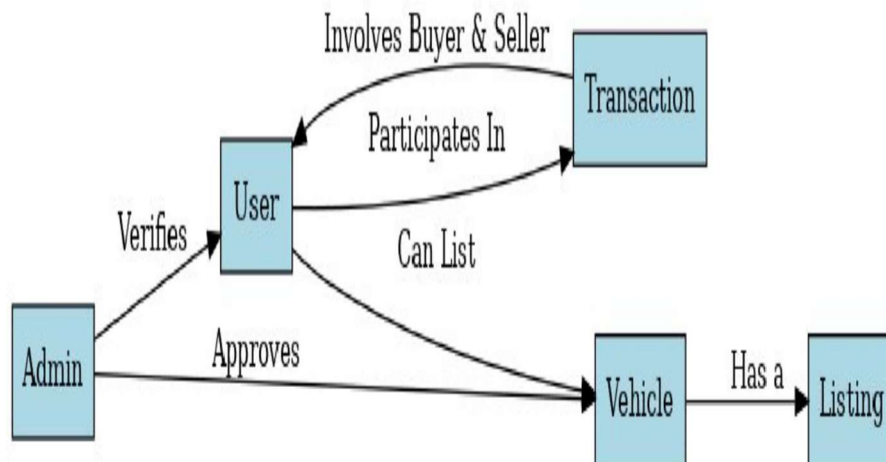 Involves Buyer & Seller
Transaction
Participates In
User
Verifies
Can List
Admin
Approves
Vehicle
Has a
Listing